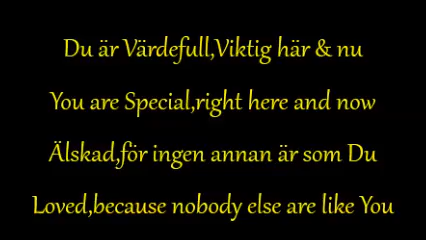 Du är Värdefull,Viktig här & nu
You are Special,right here and now
Älskad,för ingen annan är som Du
Loved,because nobody else are like You